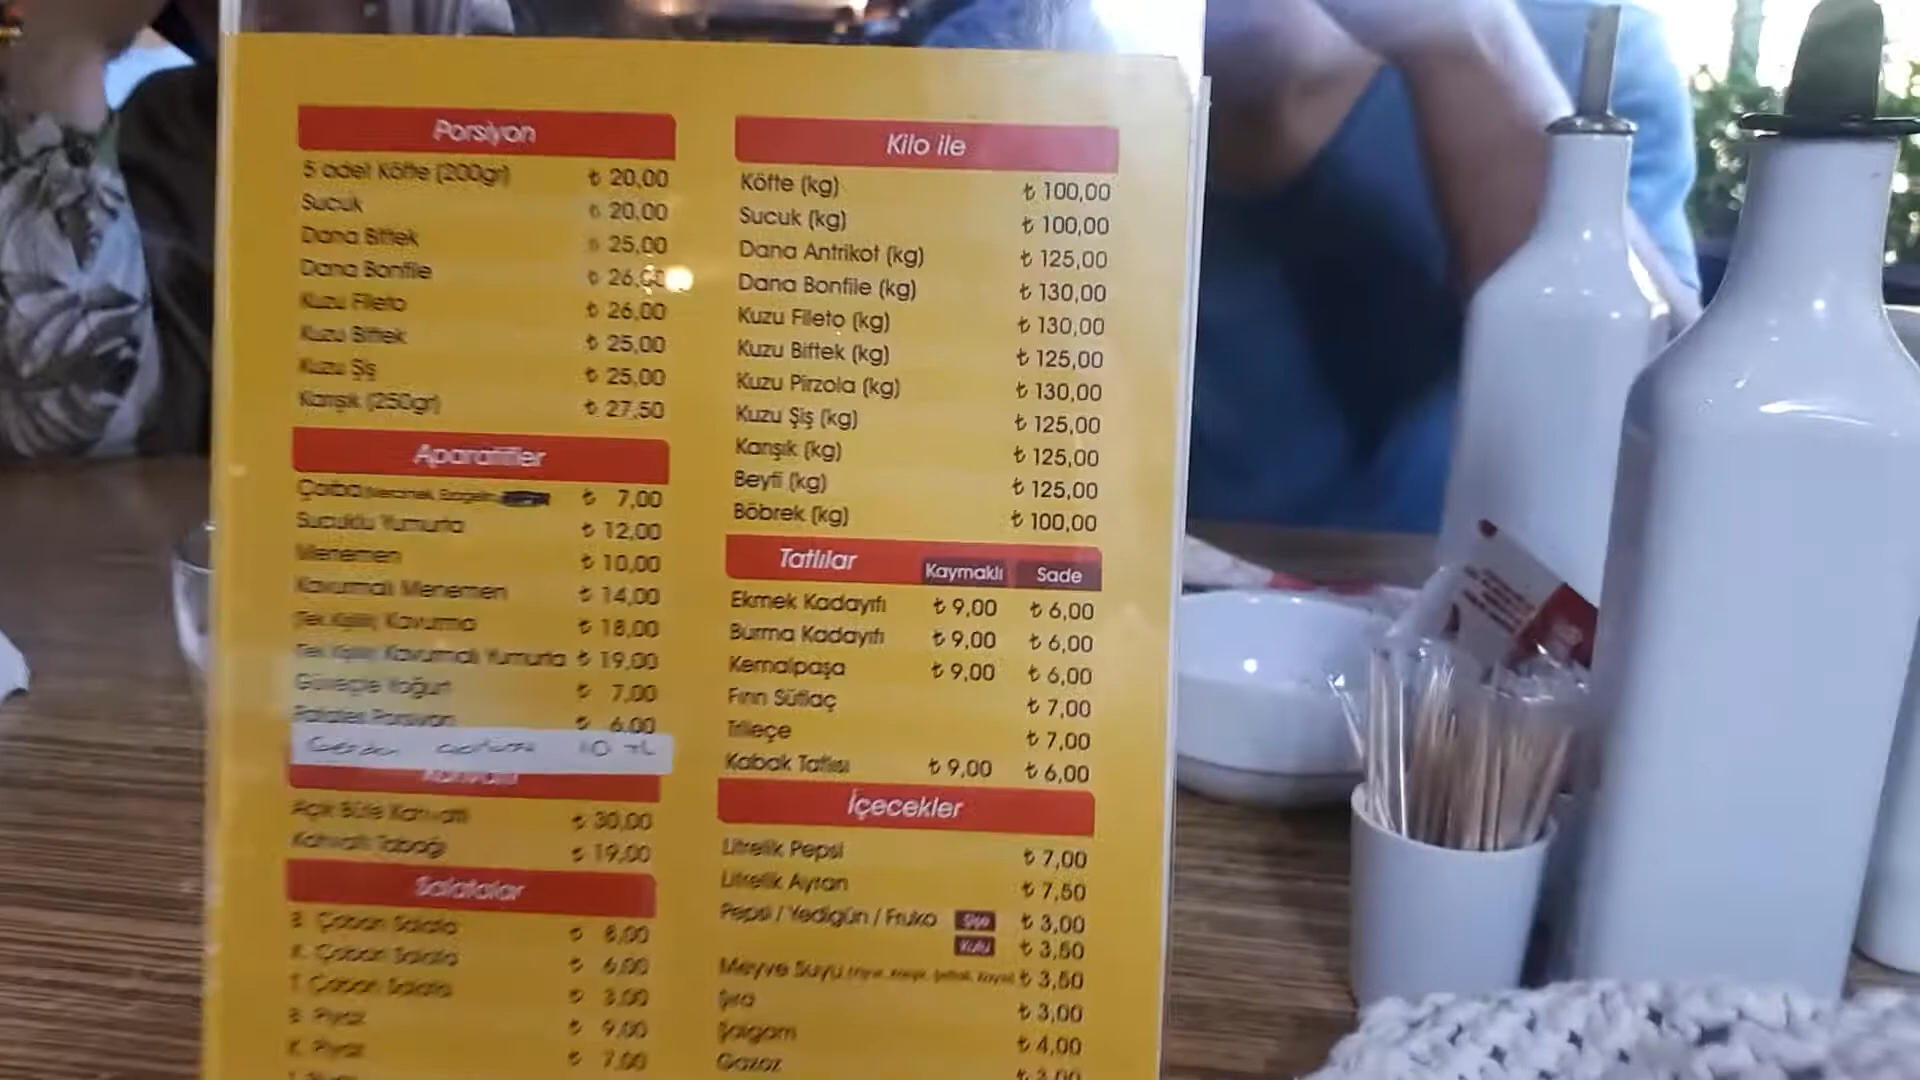 Porsiyon
5 adet Köfte (200gr) ₺ 20,00
Sucuk ₺ 20,00
Dana Biftek ₺ 25,00
Dana Bonfile ₺ 26,00
Kuzu Fileto ₺ 26,00
Kuzu Biftek ₺ 25,00
Kuzu Şiş ₺ 25,00
Karışık (250gr) ₺ 27,50
Aparatifler
Çorba ₺ 7,00
Sucuklu Yumurta ₺ 12,00
Menemen ₺ 10,00
Kavurmalı Menemen ₺ 14,00
Tek Kişilik Kavurma ₺ 18,00
Tek Kişilik Kavurmalı Yumurta ₺ 19,00
Güveçte Yoğurt ₺ 7,00
Patates Porsiyon ₺ 6,00
10 TL
Kahvaltı
Açık Büfe Kahvaltı ₺ 30,00
Kahvaltı Tabağı ₺ 19,00
Salatalar
B. Çoban Salata ₺ 8,00
K. Çoban Salata ₺ 6,00
T. Çoban Salata ₺ 3,00
B. Piyaz ₺ 9,00
K. Piyaz ₺ 7,00
Kilo ile
Köfte (kg) ₺ 100,00
Sucuk (kg) ₺ 100,00
Dana Antrikot (kg) ₺ 125,00
Dana Bonfile (kg) ₺ 130,00
Kuzu Fileto (kg) ₺ 130,00
Kuzu Biftek (kg) ₺ 125,00
Kuzu Pirzola (kg) ₺ 130,00
Kuzu Şiş (kg) ₺ 125,00
Karışık (kg) ₺ 125,00
Beyti (kg) ₺ 125,00
Böbrek (kg) ₺ 100,00
Tatlılar Kaymaklı Sade
Ekmek Kadayıfı ₺ 9,00 ₺ 6,00
Burma Kadayıfı ₺ 9,00 ₺ 6,00
Kemalpaşa ₺ 9,00 ₺ 6,00
Fırın Sütlaç ₺ 7,00
Trileçe ₺ 7,00
Kabak Tatlısı ₺ 9,00 ₺ 6,00
İçecekler
Litrelik Pepsi ₺ 7,00
Litrelik Ayran ₺ 7,50
Pepsi / Yedigün / Fruko Şişe ₺ 3,00
Kutu ₺ 3,50
Meyve Suyu ₺ 3,50
Şıra ₺ 3,00
Şalgam ₺ 4,00
Gazoz ₺ 3,00